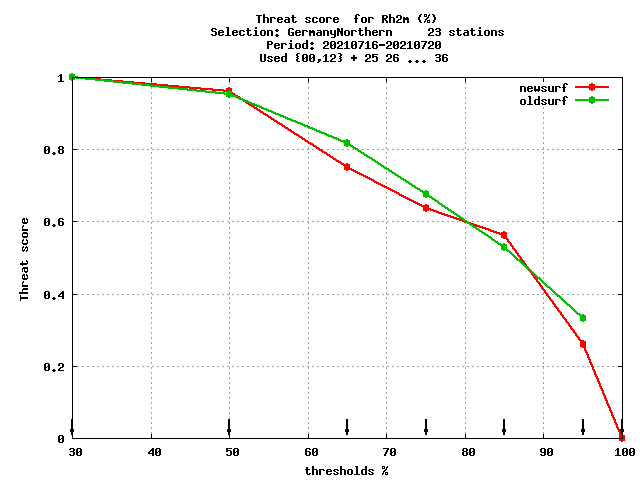 Threat score  for Rh2m (%)
Selection: GermanyNorthern     23 stations
Period: 20210716-20210720
Used {00,12} + 25 26 ... 36
newsurf
oldsurf
Threat score
1
0.8
0.6
0.4
0.2
0
30 40 50 60 70 80 90 100
thresholds %